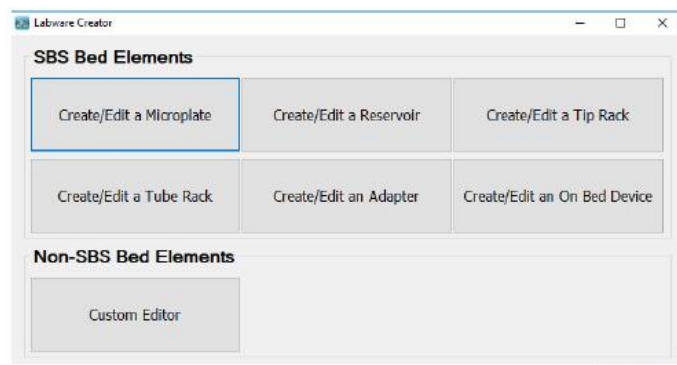 Labware Creator
SBS Bed Elements
Create/Edit a Microplate
Create/Edit a Reservoir
Create/Edit a Tip Rack
Create/Edit a Tube Rack
Create/Edit an Adapter
Create/Edit an On Bed Device
Non-SBS Bed Elements
Custom Editor